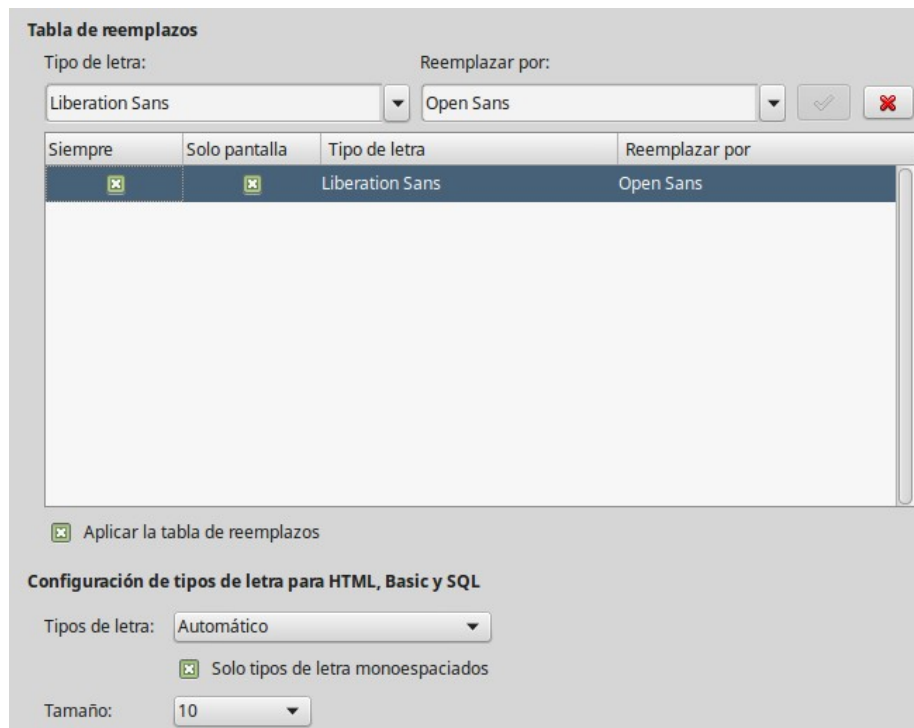 Tabla de reemplazos
Tipo de letra: Reemplazar por:
Liberation Sans Open Sans
Siempre Solo pantalla Tipo de letra Reemplazar por
Liberation Sans Open Sans
Aplicar la tabla de reemplazos
Configuración de tipos de letra para HTML, Basic y SQL
Tipos de letra: Automático
Solo tipos de letra monoespaciados
Tamaño: 10